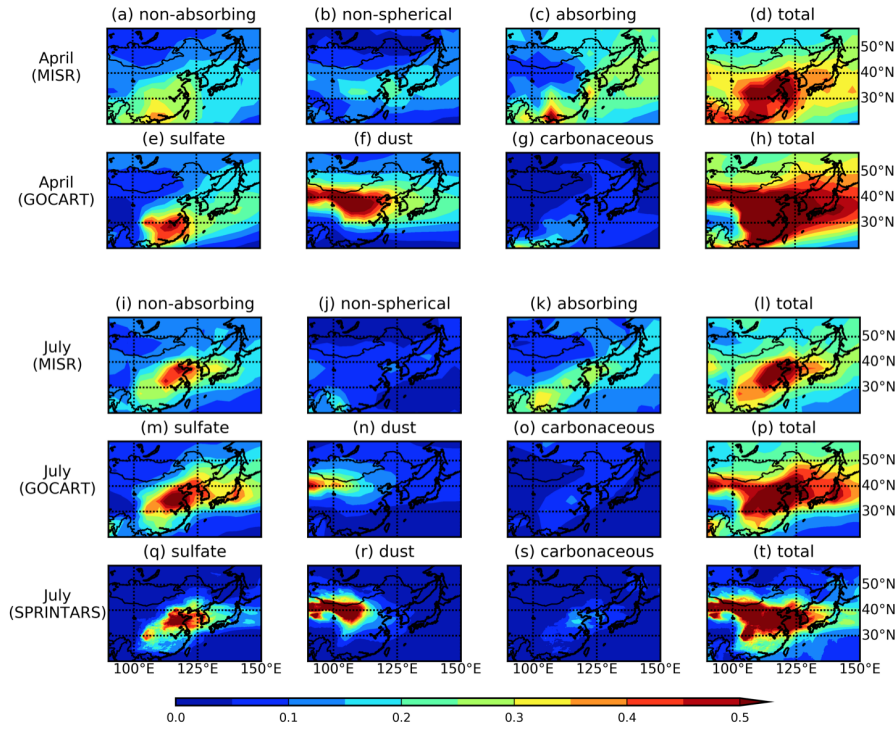 (a) non-absorbing (b) non-spherical (c) absorbing (d) total
April
(MISR)
50°N
40°N
30°N
(e) sulfate (f) dust (g) carbonaceous (h) total
April
(GOCART)
50°N
40°N
30°N
(i) non-absorbing (j) non-spherical (k) absorbing (l) total
July
(MISR)
50°N
40°N
30°N
(m) sulfate (n) dust (o) carbonaceous (p) total
July
(GOCART)
50°N
40°N
30°N
(q) sulfate (r) dust (s) carbonaceous (t) total
July
(SPRINTARS)
50°N
40°N
30°N
100°E 125°E 150°E 100°E 125°E 150°E 100°E 125°E 150°E 100°E 125°E 150°E
0.0 0.1 0.2 0.3 0.4 0.5